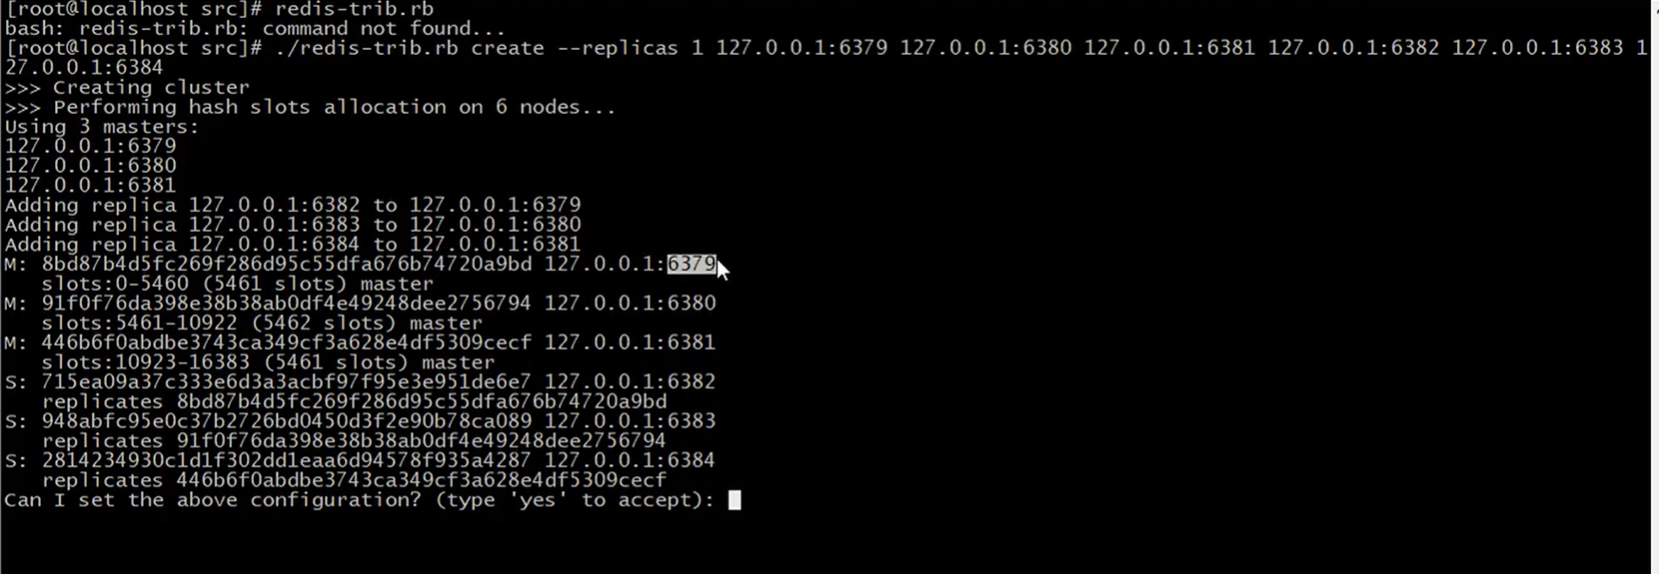 [root@localhost src]# redis-trib.rb
bash: redis-trib.rb: command not found...
[root@localhost src]# ./redis-trib.rb create --replicas 1 127.0.0.1:6379 127.0.0.1:6380 127.0.0.1:6381 127.0.0.1:6382 127.0.0.1:6383 1
27.0.0.1:6384
>>> Creating cluster
>>> Performing hash slots allocation on 6 nodes...
Using 3 masters:
127.0.0.1:6379
127.0.0.1:6380
127.0.0.1:6381
Adding replica 127.0.0.1:6382 to 127.0.0.1:6379
Adding replica 127.0.0.1:6383 to 127.0.0.1:6380
Adding replica 127.0.0.1:6384 to 127.0.0.1:6381
M: 8bd87b4d5fc269f286d95c55dfa676b74720a9bd 127.0.0.1:6379
   slots:0-5460 (5461 slots) master
M: 91f0f76da398e38b38ab0df4e49248dee2756794 127.0.0.1:6380
   slots:5461-10922 (5462 slots) master
M: 446b6f0abdbe3743ca349cf3a628e4df5309cecf 127.0.0.1:6381
   slots:10923-16383 (5461 slots) master
S: 715ea09a37c333e6d3a3acbf97f95e3e951de6e7 127.0.0.1:6382
   replicates 8bd87b4d5fc269f286d95c55dfa676b74720a9bd
S: 948abfc95e0c37b2726bd0450d3f2e90b78ca089 127.0.0.1:6383
   replicates 91f0f76da398e38b38ab0df4e49248dee2756794
S: 2814234930c1d1f302dd1eaa6d94578f935a4287 127.0.0.1:6384
   replicates 446b6f0abdbe3743ca349cf3a628e4df5309cecf
Can I set the above configuration? (type 'yes' to accept):